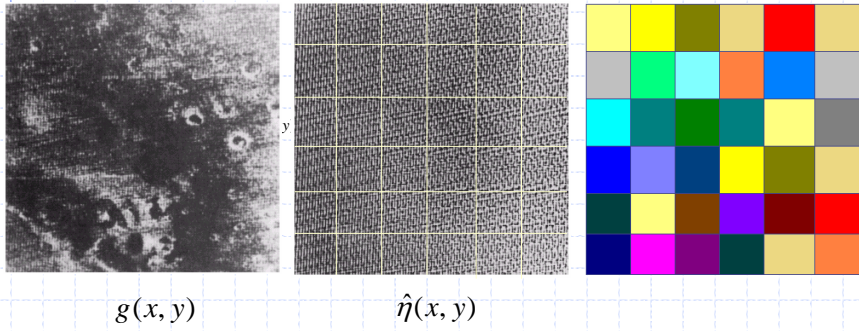 y
g(x, y)
η̂(x, y)